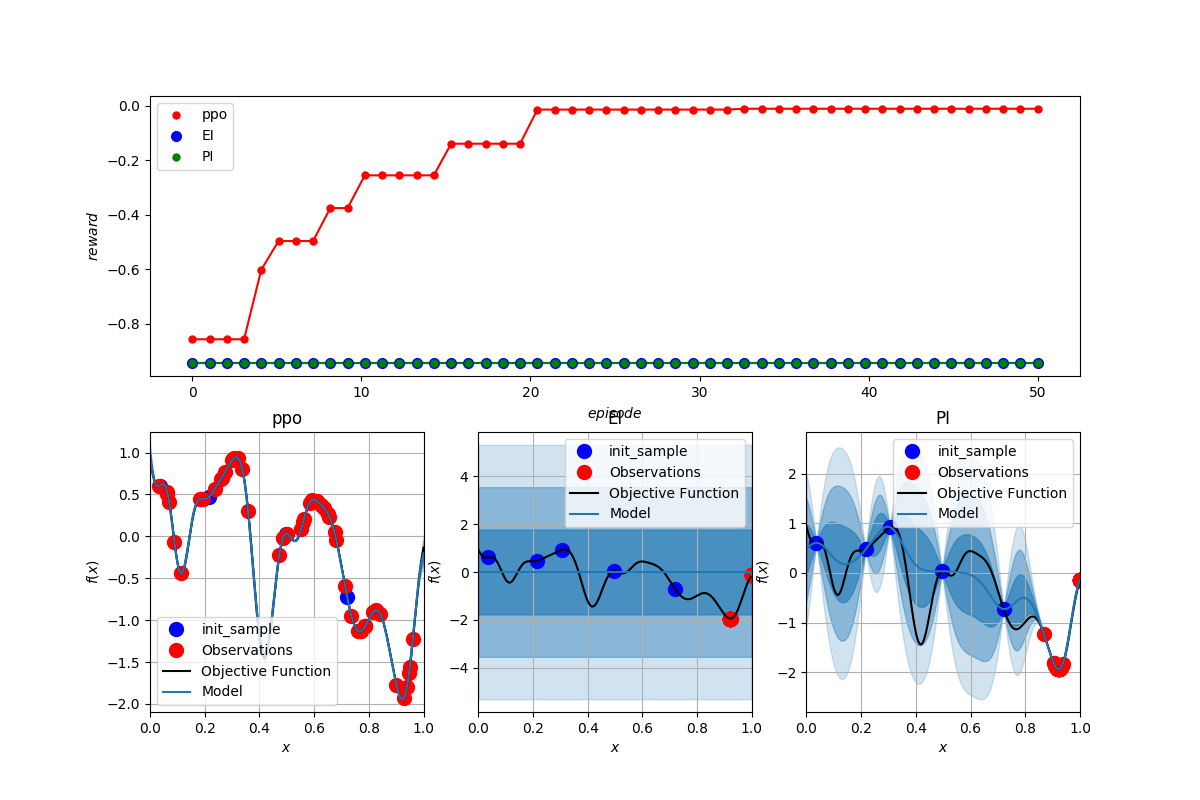 0.0
−0.2
−0.4
−0.6
−0.8
reward
ppo
EI
PI
0 10 20 30 40 50
episode
ppo
EI
PI
1.0
0.5
0.0
−0.5
−1.0
−1.5
−2.0
f(x)
init_sample
Observations
Objective Function
Model
0.0 0.2 0.4 0.6 0.8 1.0
x
4
2
0
−2
−4
f(x)
init_sample
Observations
Objective Function
Model
0.0 0.2 0.4 0.6 0.8 1.0
x
2
1
0
−1
−2
f(x)
init_sample
Observations
Objective Function
Model
0.0 0.2 0.4 0.6 0.8 1.0
x